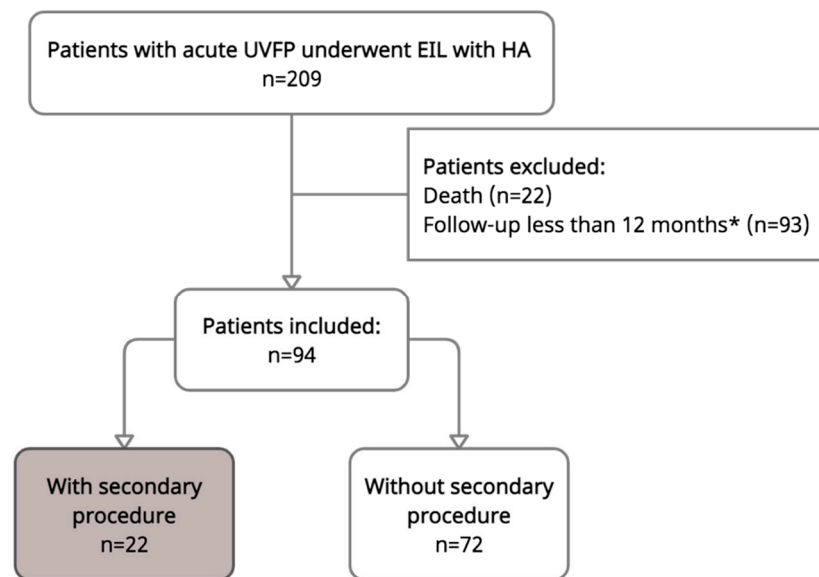 Patients with acute UVFP underwent EIL with HA
n=209
Patients excluded:
Death (n=22)
Follow-up less than 12 months* (n=93)
Patients included:
n=94
With secondary
procedure
n=22
Without secondary
procedure
n=72